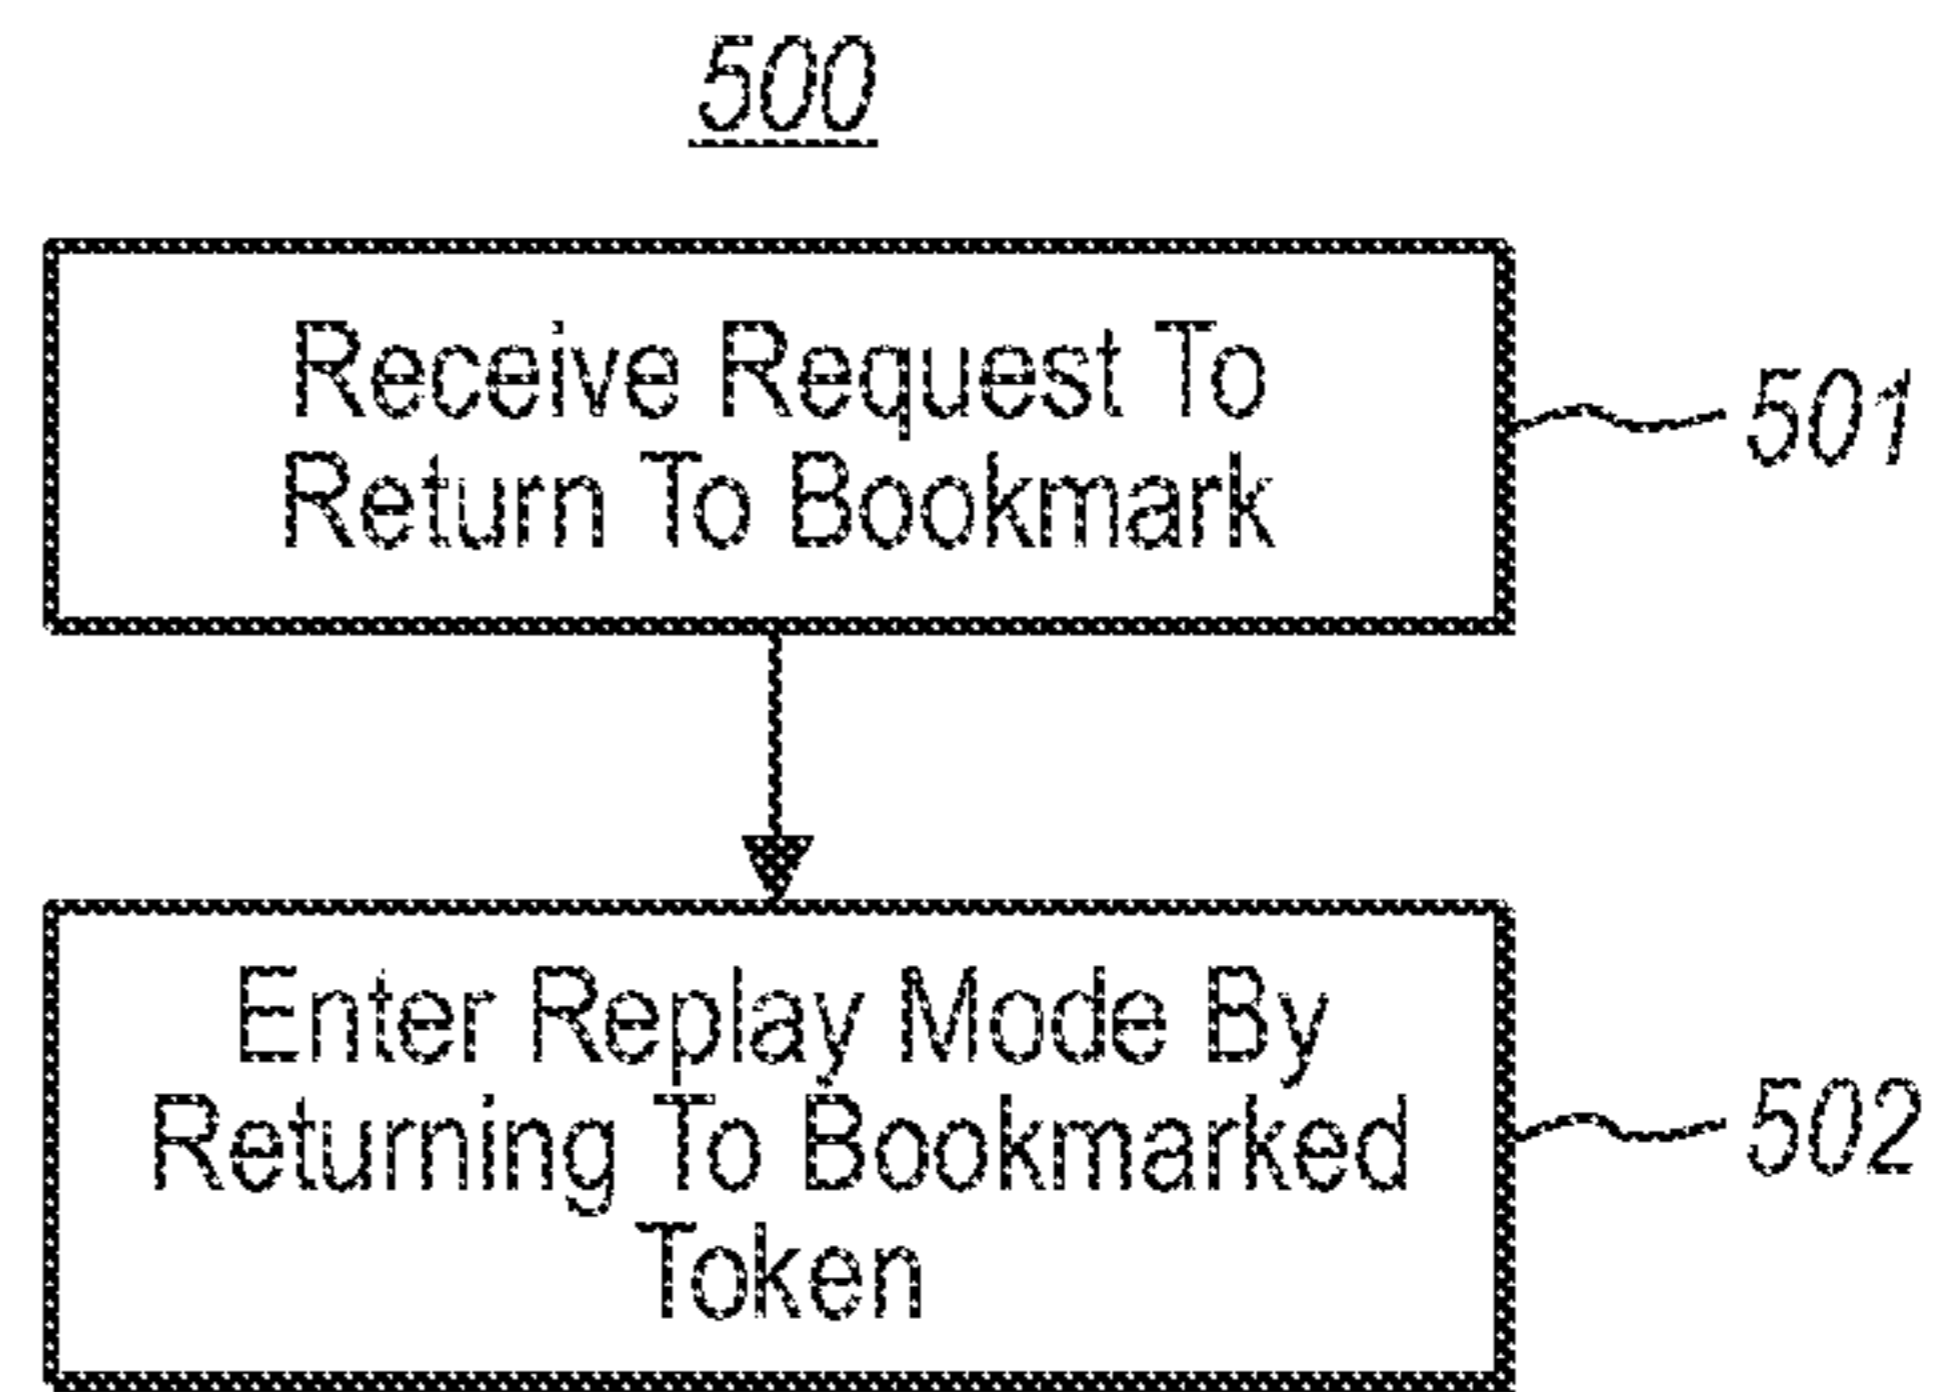 500
Receive Request To
Return To Bookmark
501
Enter Replay Mode By
Returning To Bookmarked
Token
502